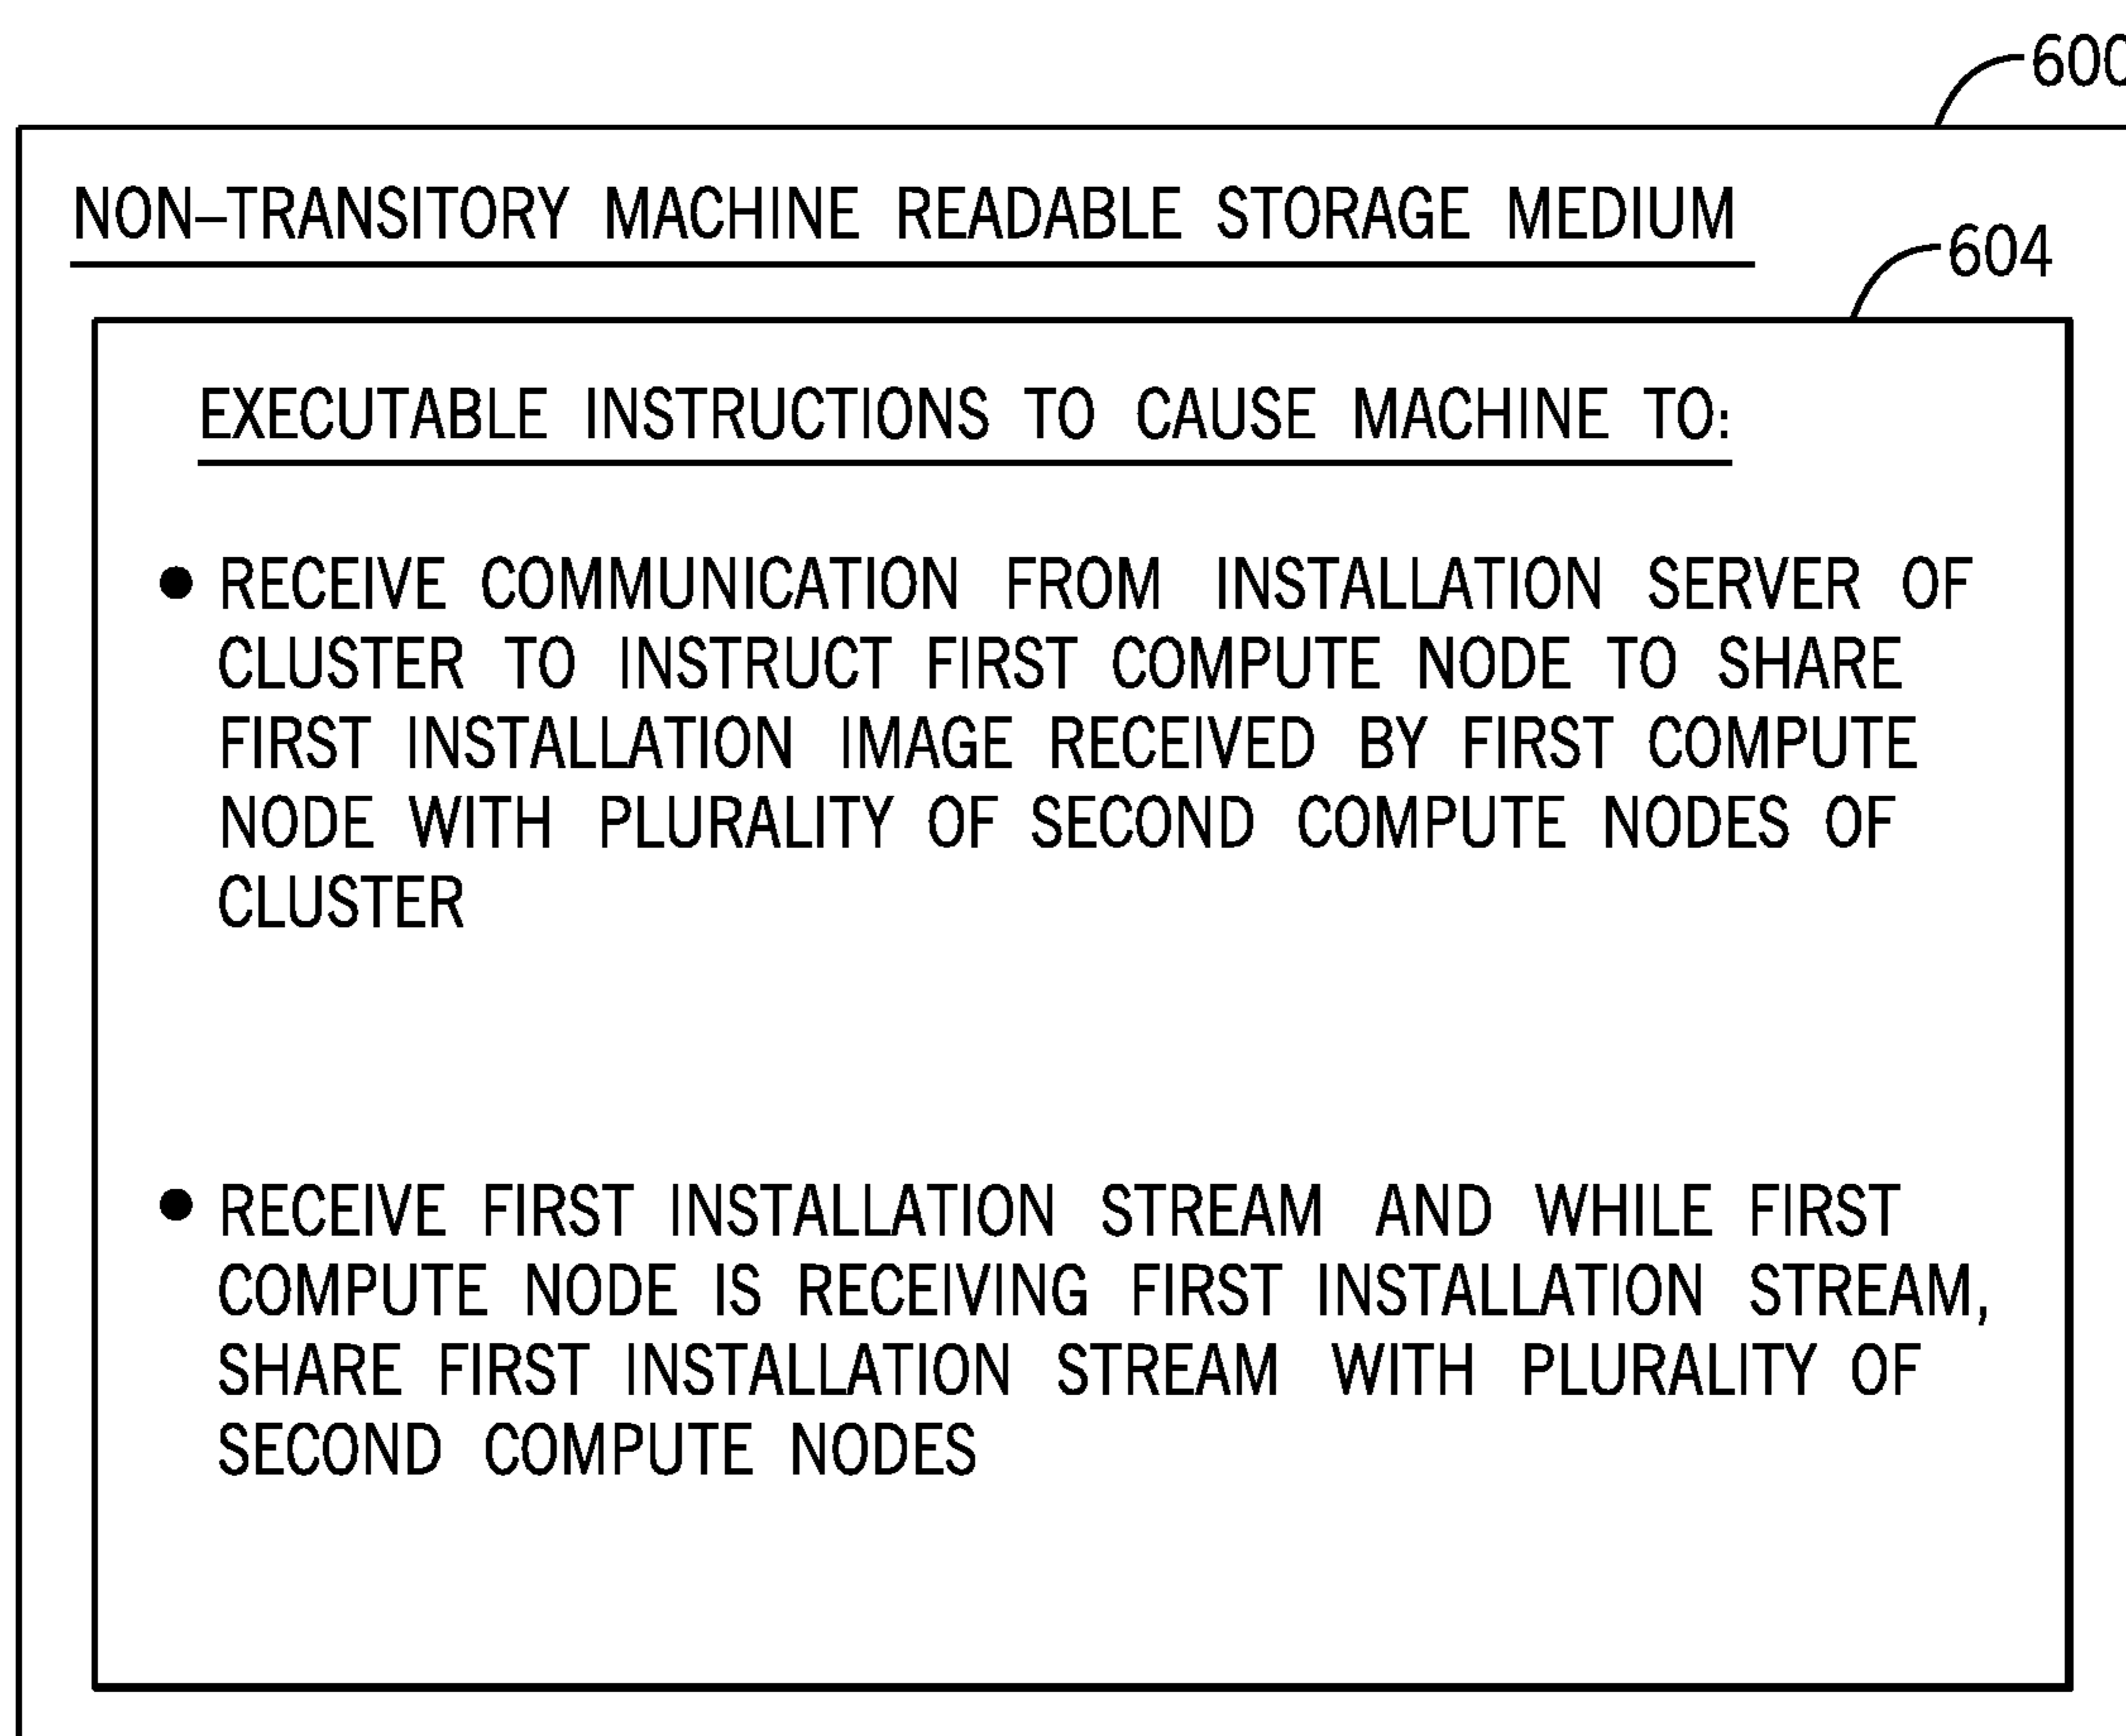 600
NON–TRANSITORY MACHINE READABLE STORAGE MEDIUM
604
EXECUTABLE INSTRUCTIONS TO CAUSE MACHINE TO:
● RECEIVE COMMUNICATION FROM INSTALLATION SERVER OF
CLUSTER TO INSTRUCT FIRST COMPUTE NODE TO SHARE
FIRST INSTALLATION IMAGE RECEIVED BY FIRST COMPUTE
NODE WITH PLURALITY OF SECOND COMPUTE NODES OF
CLUSTER
● RECEIVE FIRST INSTALLATION STREAM AND WHILE FIRST
COMPUTE NODE IS RECEIVING FIRST INSTALLATION STREAM,
SHARE FIRST INSTALLATION STREAM WITH PLURALITY OF
SECOND COMPUTE NODES